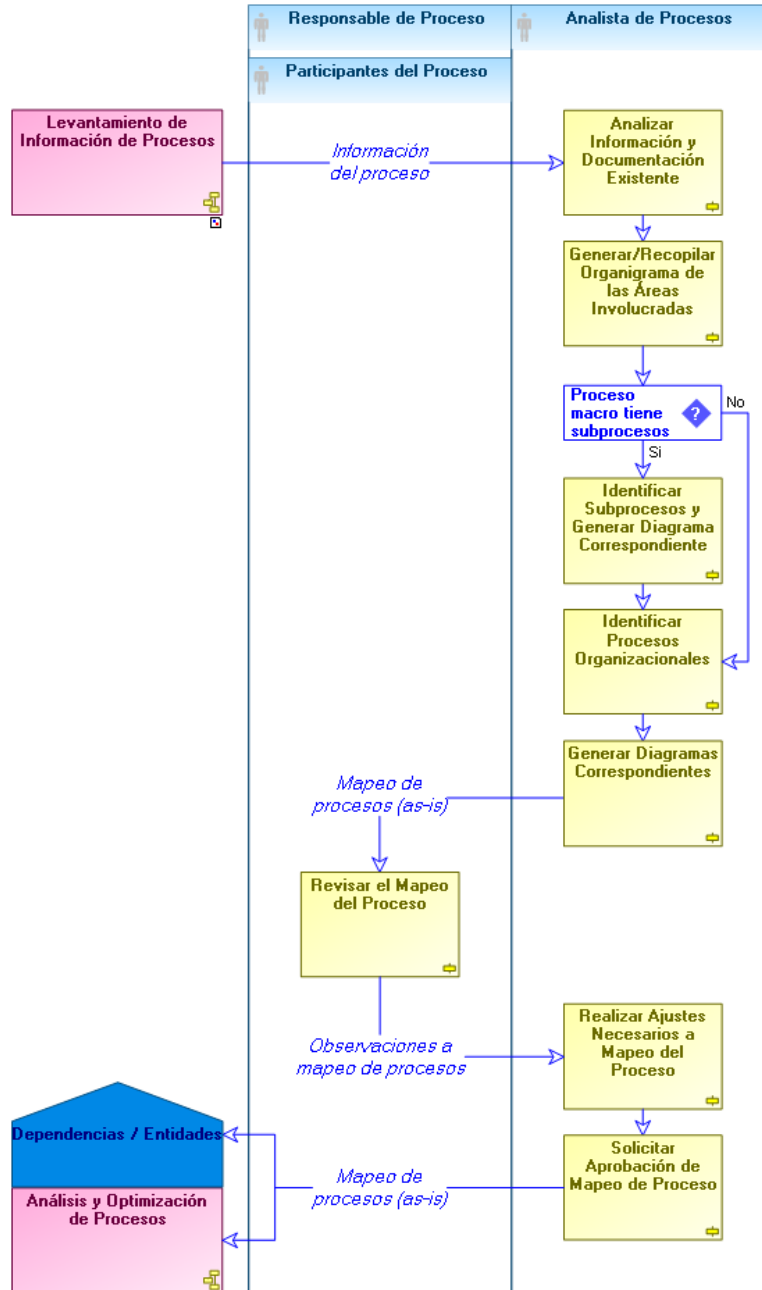 Responsable de Proceso
Analista de Procesos
Participantes del Proceso
Levantamiento de
Información de Procesos
Información
del proceso
Analizar
Información y
Documentación
Existente
Generar/Recopilar
Organigrama de
las Áreas
Involucradas
Proceso
macro tiene
subprocesos
?
No
Si
Identificar
Subprocesos y
Generar Diagrama
Correspondiente
Identificar
Procesos
Organizacionales
Generar Diagramas
Correspondientes
Mapeo de
procesos (as-is)
Revisar el Mapeo
del Proceso
Observaciones a
mapeo de procesos
Realizar Ajustes
Necesarios a
Mapeo del
Proceso
Dependencias / Entidades
Solicitar
Aprobación de
Mapeo de Proceso
Mapeo de
procesos (as-is)
Análisis y Optimización
de Procesos